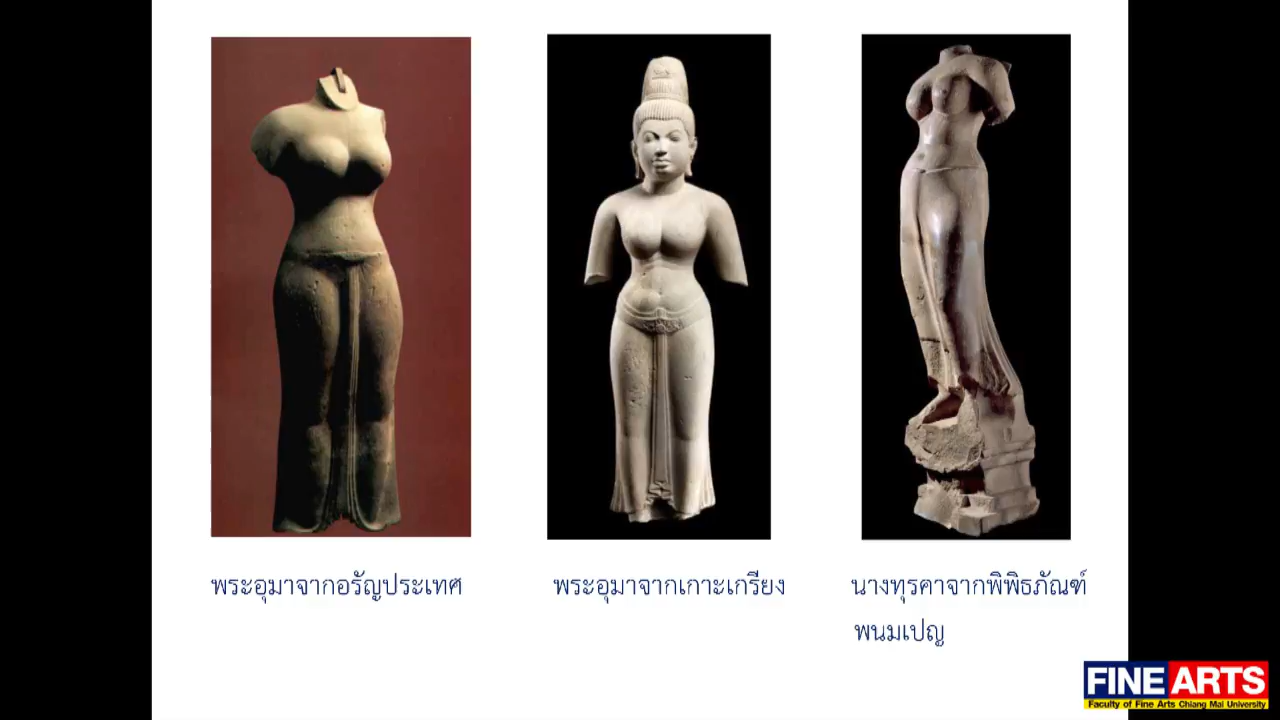 พระอุมาจากอรัญประเทศ
พระอุมาจากเกาะเกรียง
นางทุรคาจากพิพิธภัณฑ์
พนมเปญ
FINE ARTS
Faculty of Fine Arts Chiang Mai University